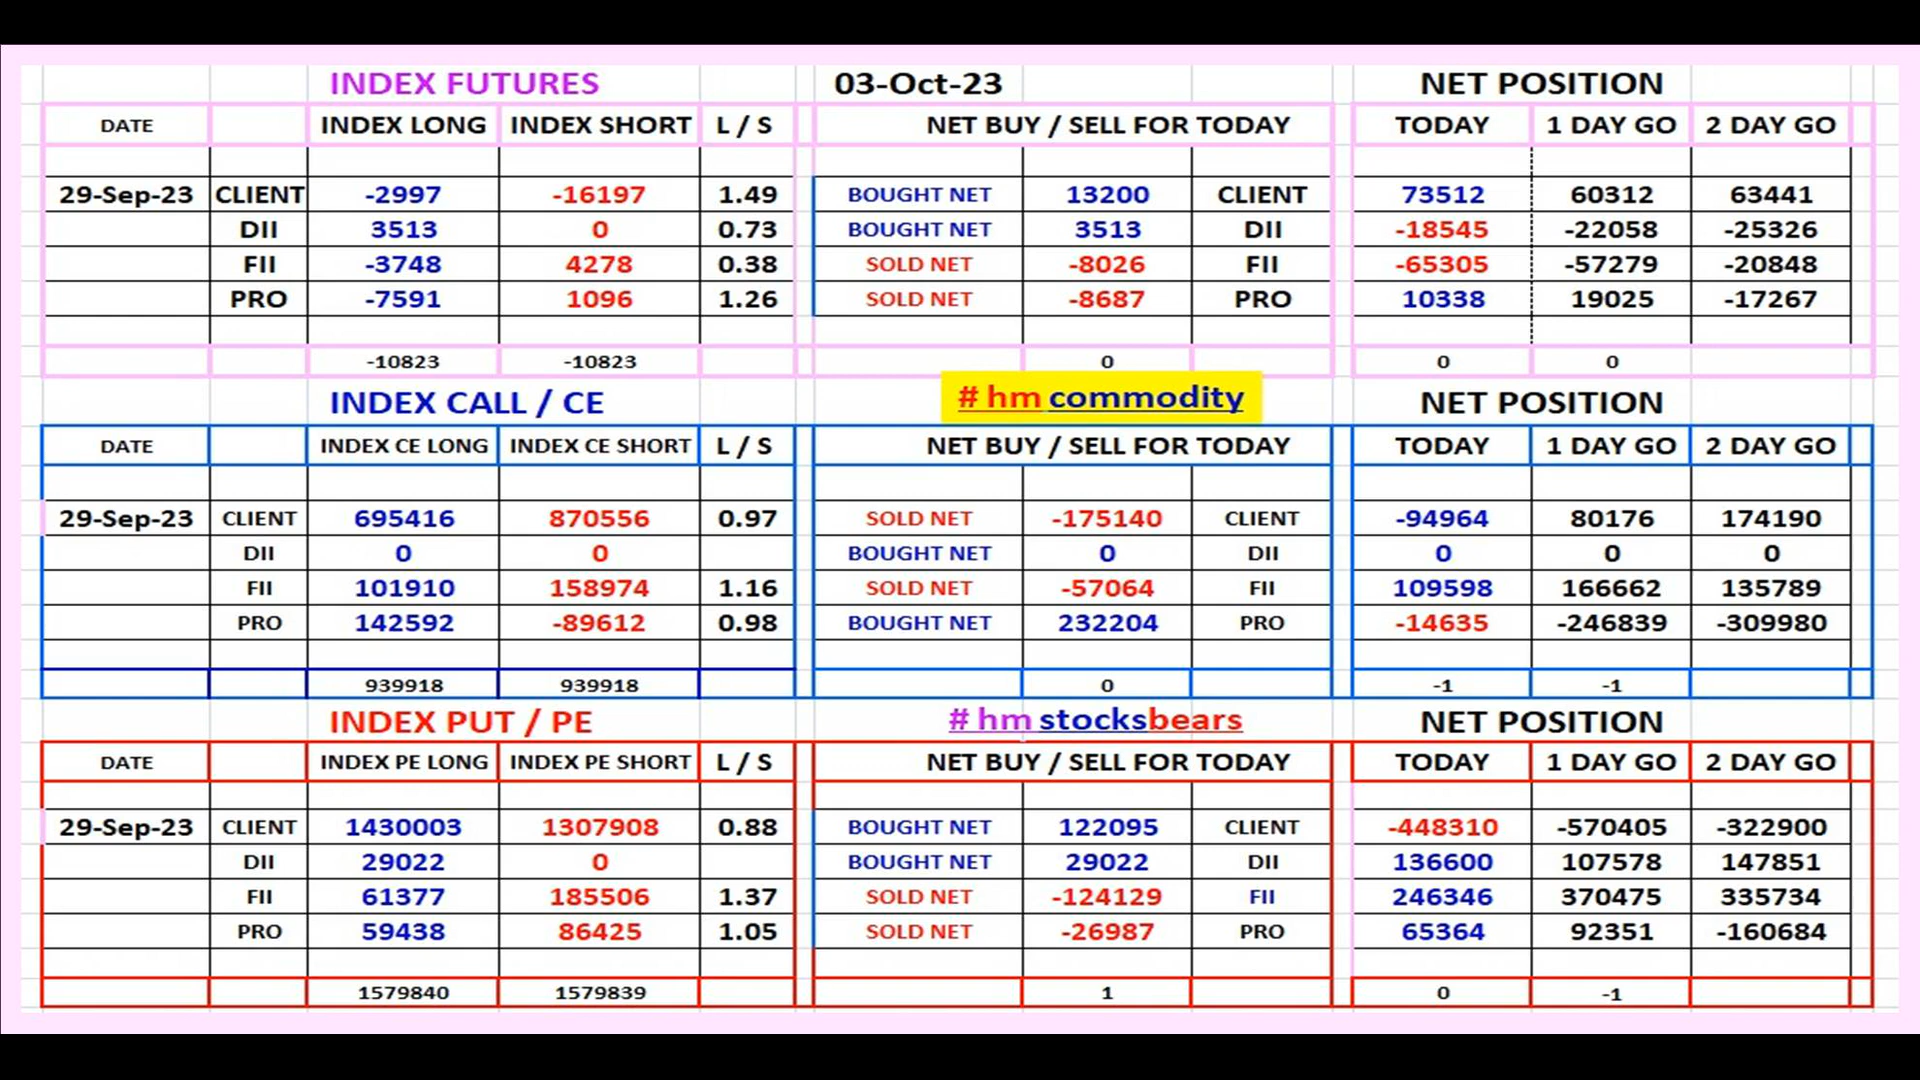 INDEX FUTURES 03-Oct-23 NET POSITION
DATE INDEX LONG INDEX SHORT L / S NET BUY / SELL FOR TODAY TODAY 1 DAY GO 2 DAY GO
29-Sep-23 CLIENT -2997 -16197 1.49 BOUGHT NET 13200 CLIENT 73512 60312 63441
DII 3513 0 0.73 BOUGHT NET 3513 DII -18545 -22058 -25326
FII -3748 4278 0.38 SOLD NET -8026 FII -65305 -57279 -20848
PRO -7591 1096 1.26 SOLD NET -8687 PRO 10338 19025 -17267
-10823 -10823 0 0 0
INDEX CALL / CE # hm commodity NET POSITION
DATE INDEX CE LONG INDEX CE SHORT L / S NET BUY / SELL FOR TODAY TODAY 1 DAY GO 2 DAY GO
29-Sep-23 CLIENT 695416 870556 0.97 SOLD NET -175140 CLIENT -94964 80176 174190
DII 0 0 BOUGHT NET 0 DII 0 0 0
FII 101910 158974 1.16 SOLD NET -57064 FII 109598 166662 135789
PRO 142592 -89612 0.98 BOUGHT NET 232204 PRO -14635 -246839 -309980
939918 939918 0 -1 -1
INDEX PUT / PE # hm stocksbears NET POSITION
DATE INDEX PE LONG INDEX PE SHORT L / S NET BUY / SELL FOR TODAY TODAY 1 DAY GO 2 DAY GO
29-Sep-23 CLIENT 1430003 1307908 0.88 BOUGHT NET 122095 CLIENT -448310 -570405 -322900
DII 29022 0 BOUGHT NET 29022 DII 136600 107578 147851
FII 61377 185506 1.37 SOLD NET -124129 FII 246346 370475 335734
PRO 59438 86425 1.05 SOLD NET -26987 PRO 65364 92351 -160684
1579840 1579839 1 0 -1